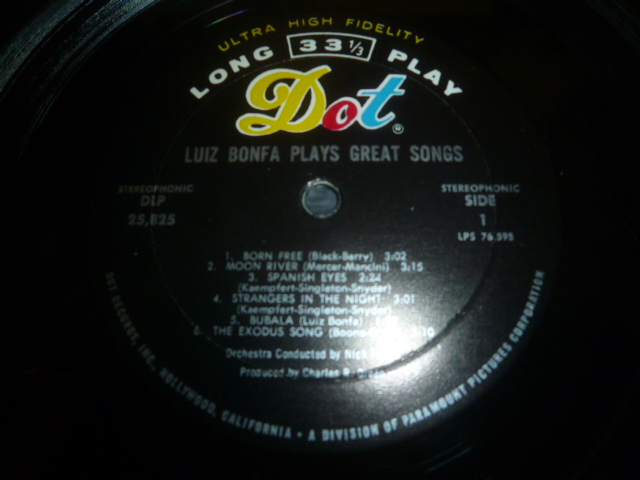 ULTRA HIGH FIDELITY
LONG 33 1/3 PLAY
Dot®
LUIZ BONFA PLAYS GREAT SONGS
STEREOPHONIC
DLP
25,825
STEREOPHONIC
SIDE
1
LPS 76.595
1. BORN FREE (Black-Barry) 3:02
2. MOON RIVER (Mercer-Mancini) 3:15
3. SPANISH EYES 2:24
(Kaempfert-Singleton-Snyder)
4. STRANGERS IN THE NIGHT 3:01
(Kaempfert-Singleton-Snyder)
5. BUBALA (Luiz Bonfa)
6. THE EXODUS SONG
Orchestra Conducted by
Produced by Charles R.
DOT RECORDS, INC., HOLLYWOOD, CALIFORNIA • A DIVISION OF PARAMOUNT PICTURES CORPORATION